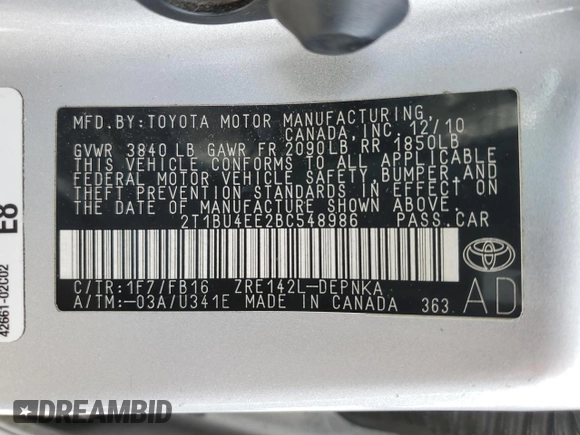 MFD.BY:TOYOTA MOTOR MANUFACTURING,
CANADA,INC. 12/10
GVWR 3840LB GAWR FR 2090LB,RR 1850LB
THIS VEHICLE CONFORMS TO ALL APPLICABLE
FEDERAL MOTOR VEHICLE SAFETY,BUMPER,AND
THEFT PREVENTION STANDARDS IN EFFECT ON
THE DATE OF MANUFACTURE SHOWN ABOVE.
2T1BU4EE2BC548986 PASS.CAR
C/TR:1F7/FB16 ZRE142L-DEPNKA
A/TM:-03A/U341E MADE IN CANADA 363
AD
E8
42661-02C02
DREAMBID